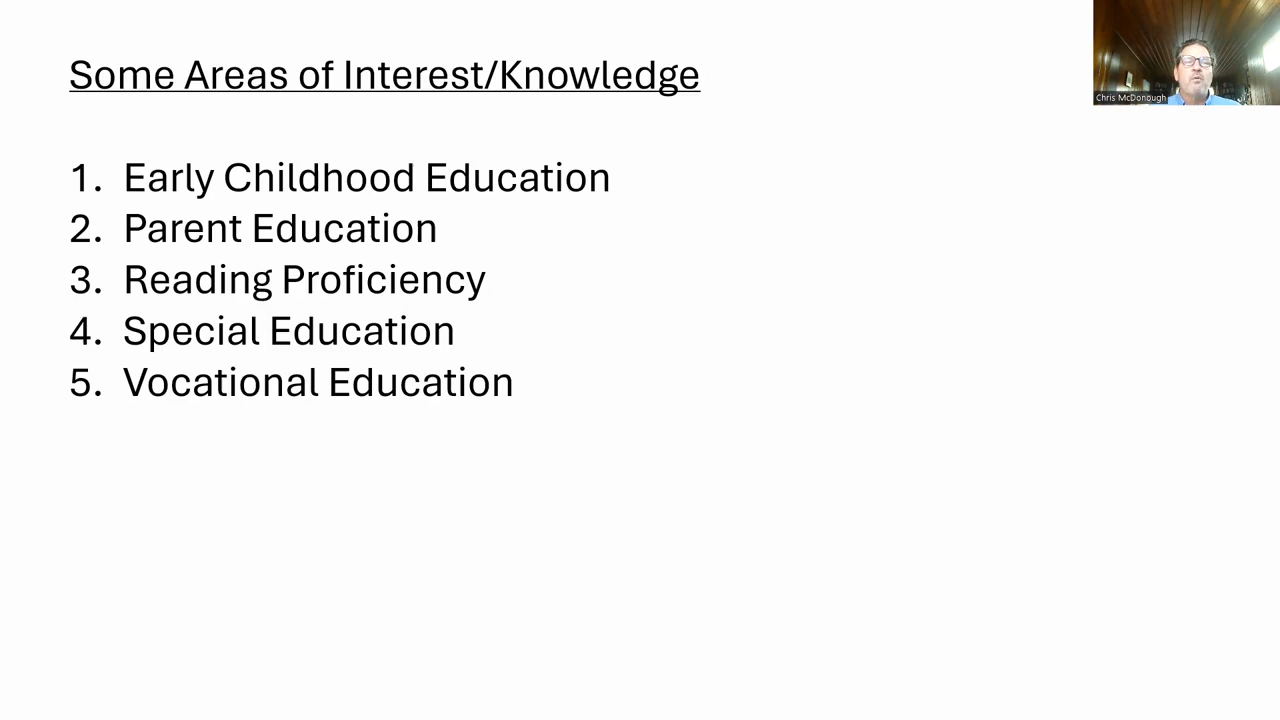 Some Areas of Interest/Knowledge
Chris McDonough
1. Early Childhood Education
2. Parent Education
3. Reading Proficiency
4. Special Education
5. Vocational Education